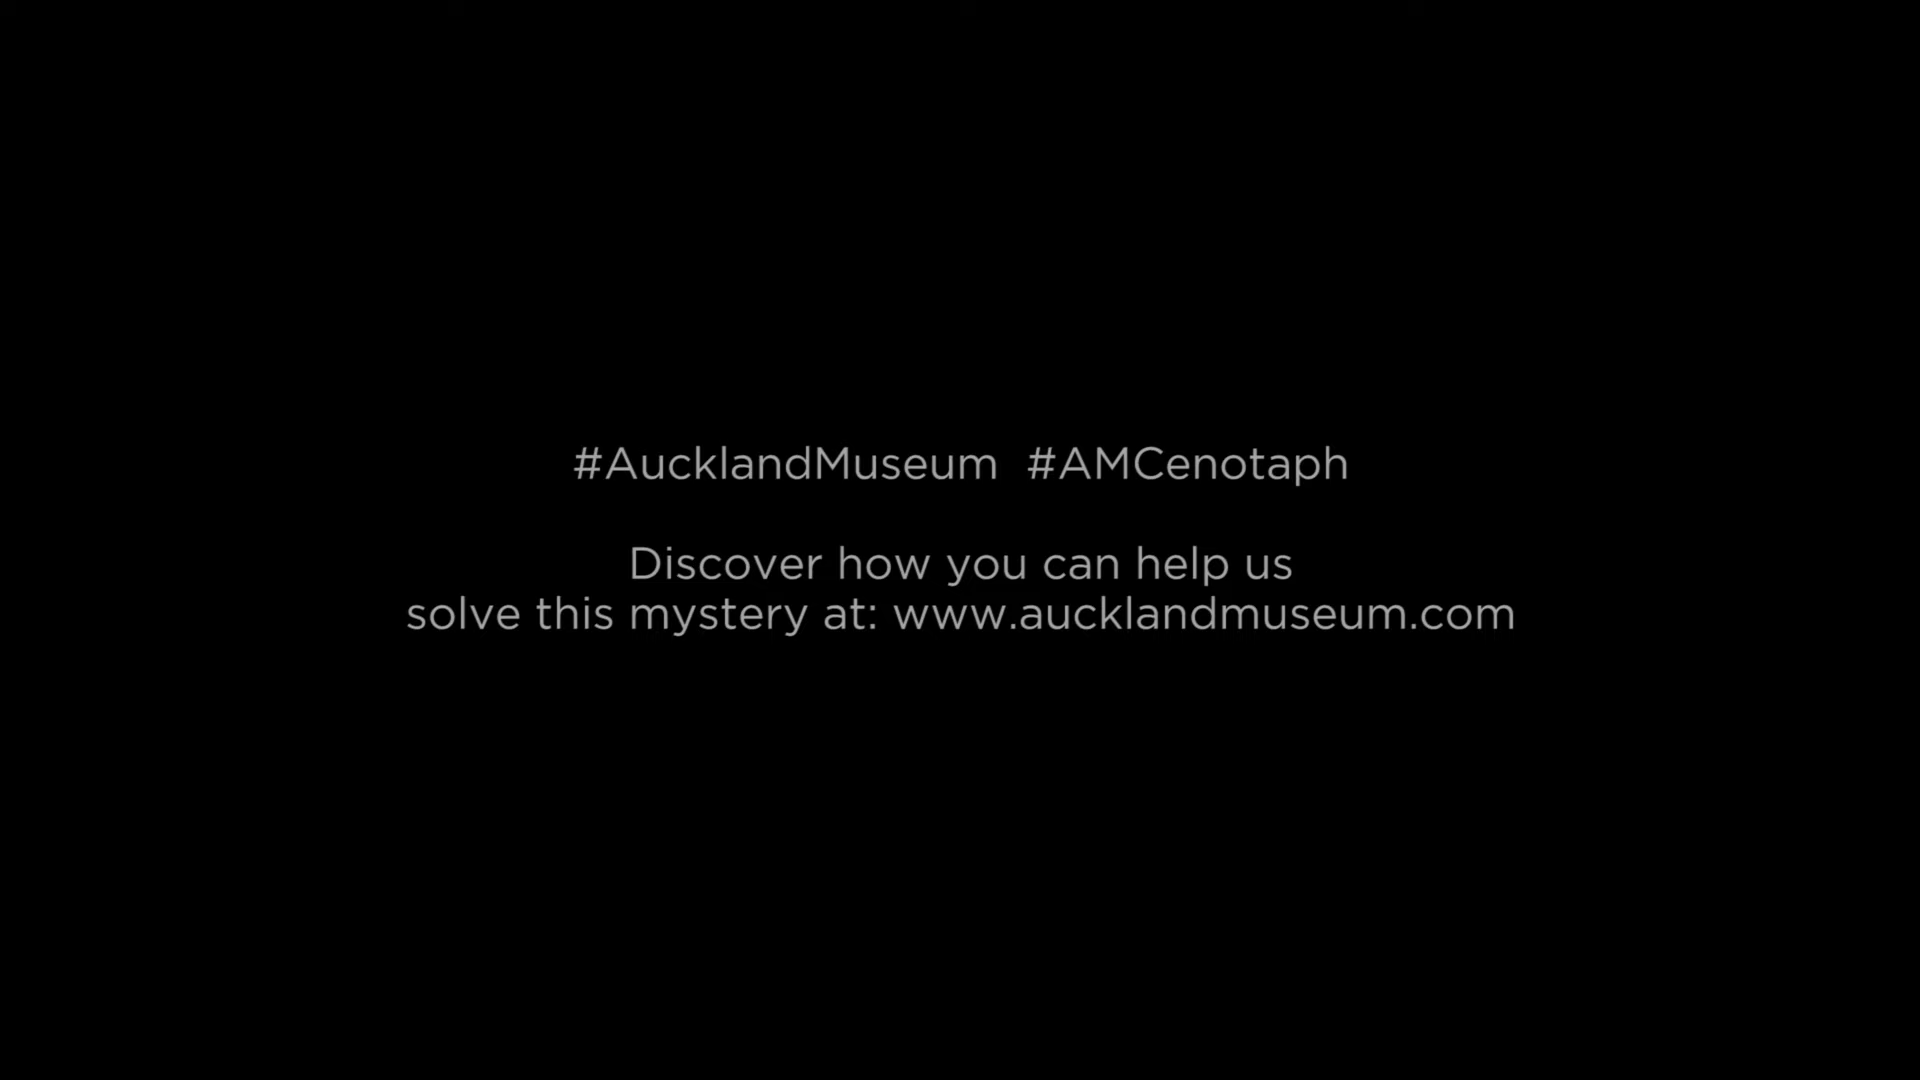 #AucklandMuseum #AMCenotaph
Discover how you can help us
solve this mystery at: www.aucklandmuseum.com